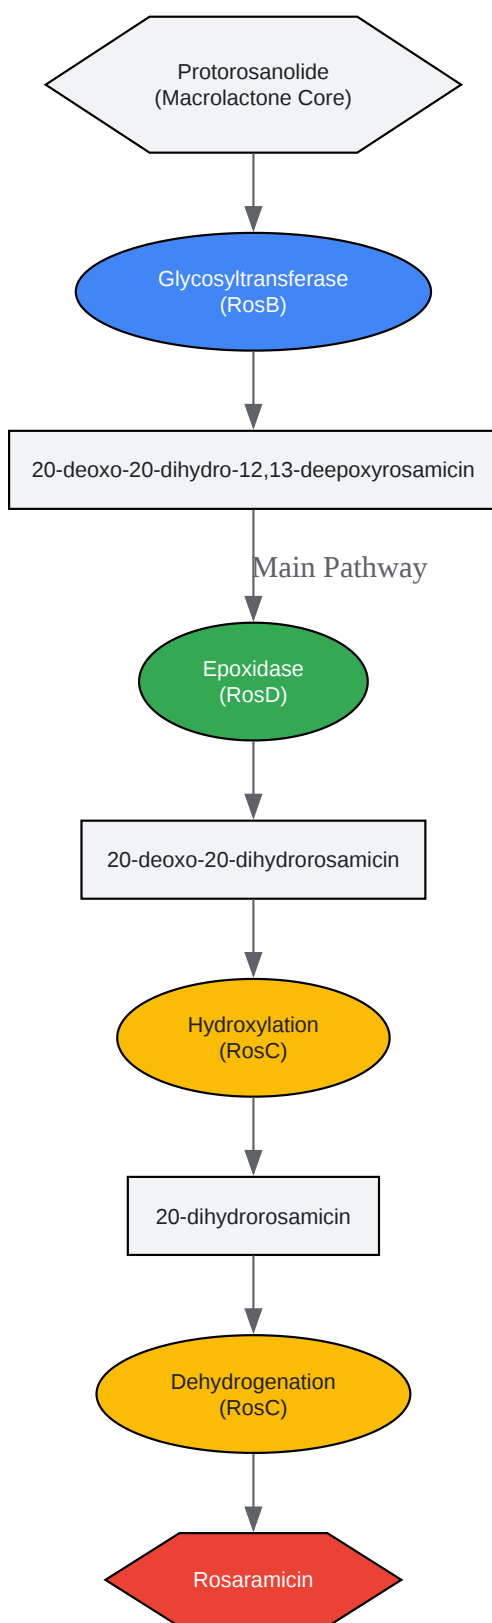 Protorosanolide
(Macrolactone Core)
Glycosyltransferase
(RosB)
20-deoxo-20-dihydro-12,13-deepoxyrosamicin
Main Pathway
Epoxidase
(RosD)
20-deoxo-20-dihydrorosamicin
Hydroxylation
(RosC)
20-dihydrorosamicin
Dehydrogenation
(RosC)
Rosaramicin